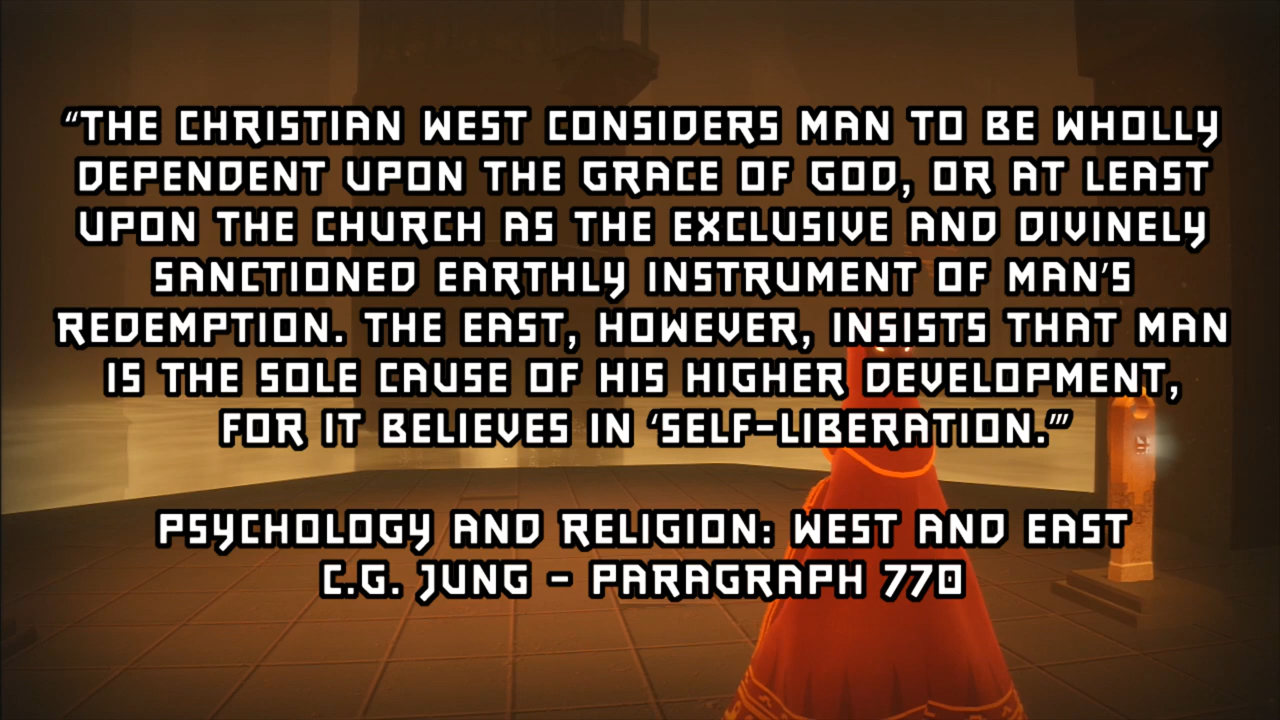 “THE CHRISTIAN WEST CONSIDERS MAN TO BE WHOLLY
DEPENDENT UPON THE GRACE OF GOD, OR AT LEAST
UPON THE CHURCH AS THE EXCLUSIVE AND DIVINELY
SANCTIONED EARTHLY INSTRUMENT OF MAN’S
REDEMPTION. THE EAST, HOWEVER, INSISTS THAT MAN
IS THE SOLE CAUSE OF HIS HIGHER DEVELOPMENT,
FOR IT BELIEVES IN ‘SELF-LIBERATION.’”
PSYCHOLOGY AND RELIGION: WEST AND EAST
C.G. JUNG - PARAGRAPH 770